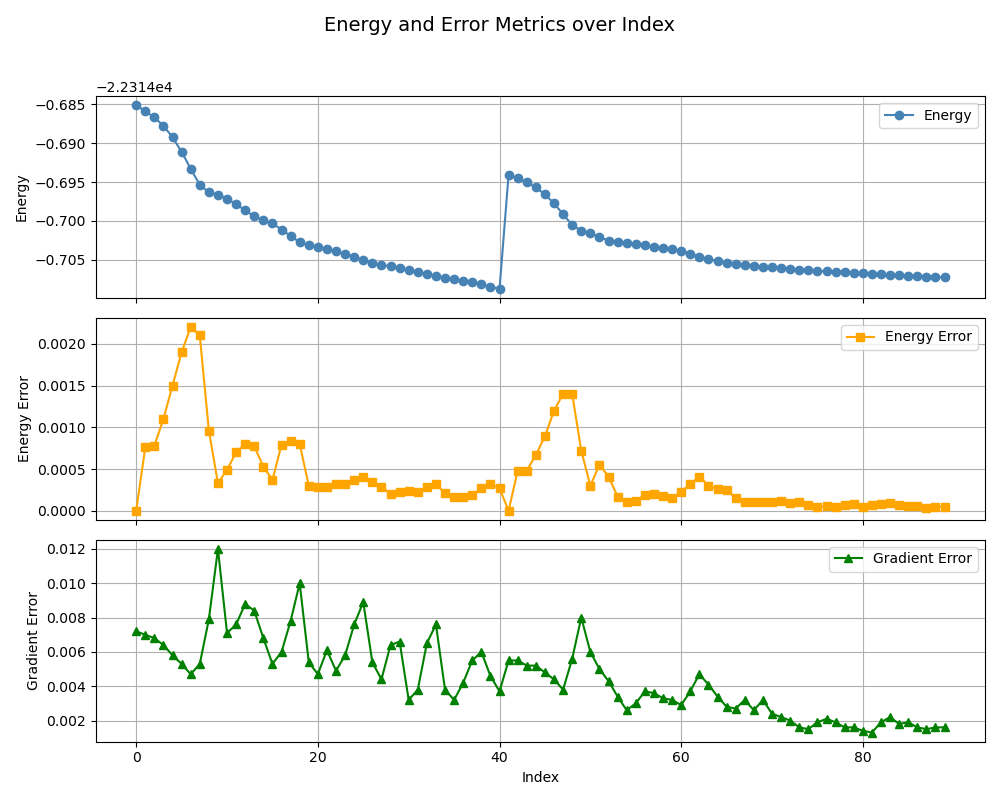 Energy and Error Metrics over Index
−2.2314e4
−0.685
−0.690
−0.695
−0.700
−0.705
Energy
Energy
0.0020
0.0015
0.0010
0.0005
0.0000
Energy Error
Energy Error
0.012
0.010
0.008
0.006
0.004
0.002
Gradient Error
Gradient Error
0
20
40
60
80
Index